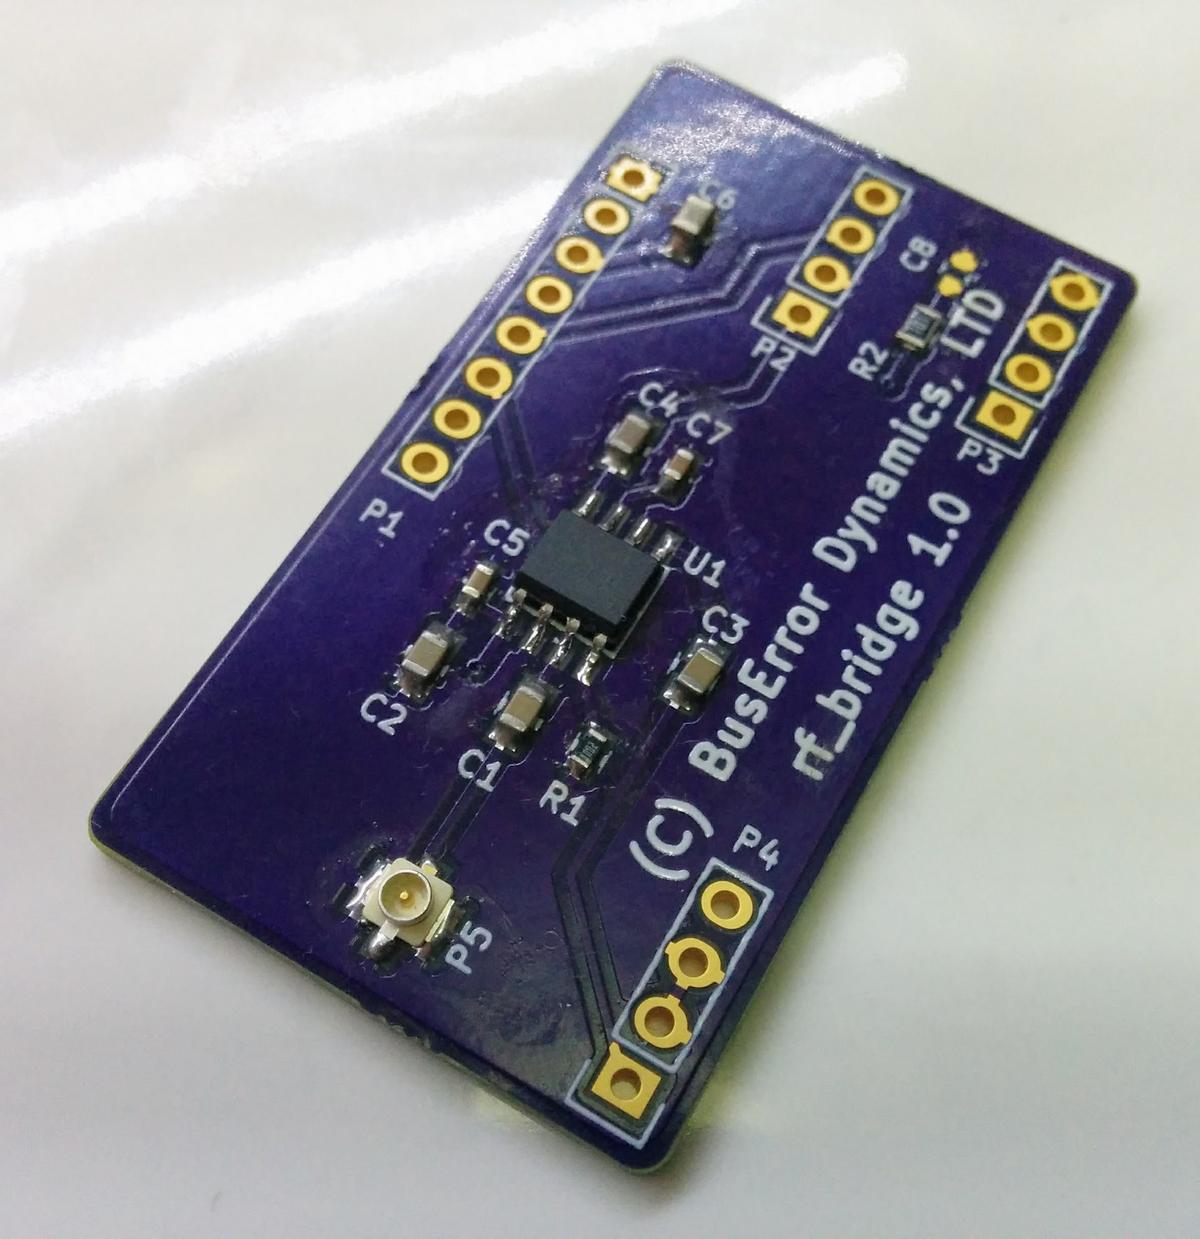 C6
C8
P2
R2
P3
C4
C7
P1
C5
U1
C3
C2
C1
R1
(C) BusError Dynamics, LTD
rf_bridge 1.0
P4
P5